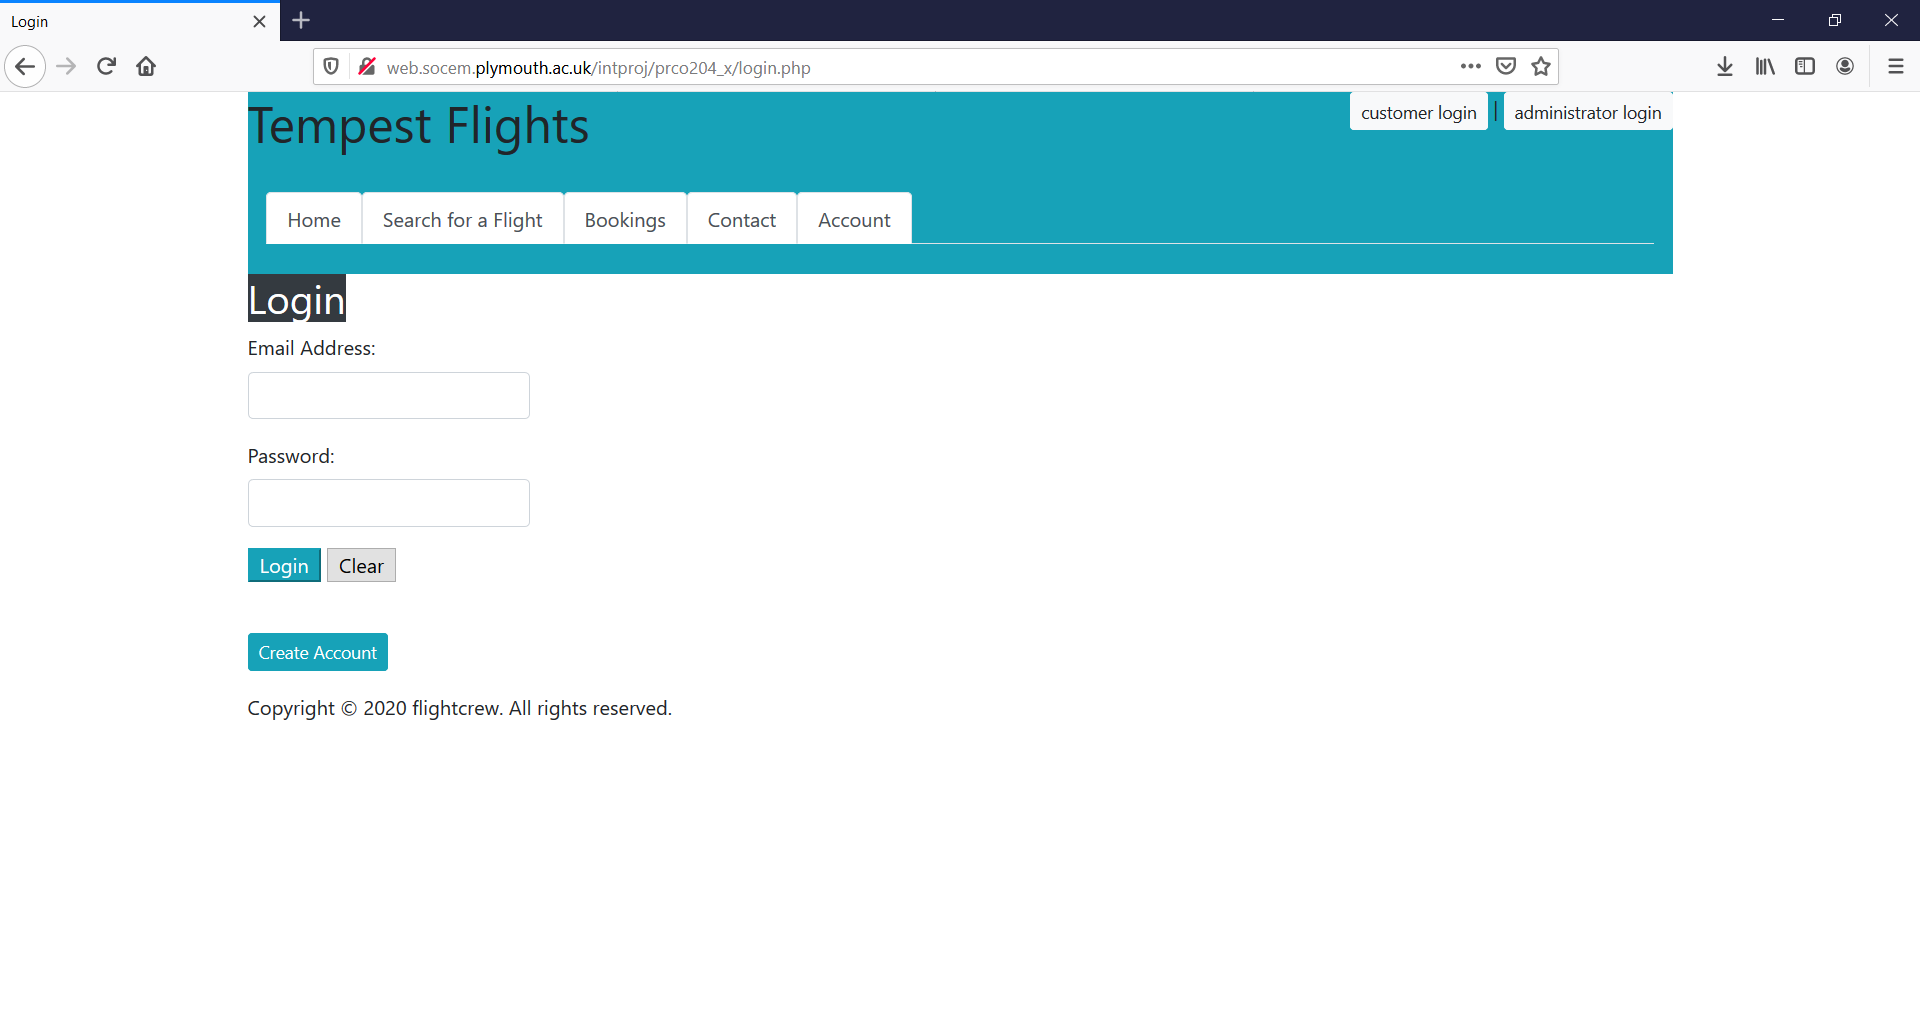 Login
web.socem.plymouth.ac.uk/intproj/prco204_x/login.php
Tempest Flights
customer login | administrator login
Home Search for a Flight Bookings Contact Account
Login
Email Address:
Password:
Login Clear
Create Account
Copyright © 2020 flightcrew. All rights reserved.